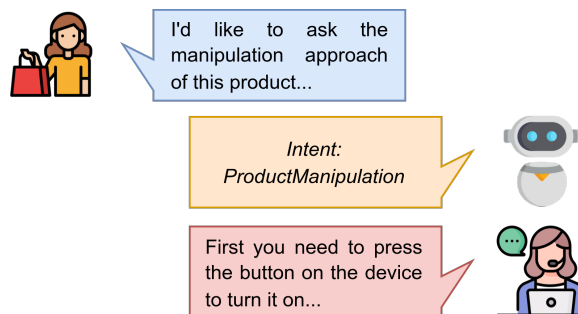 I'd like to ask the
manipulation approach
of this product...
Intent:
ProductManipulation
First you need to press
the button on the device
to turn it on...